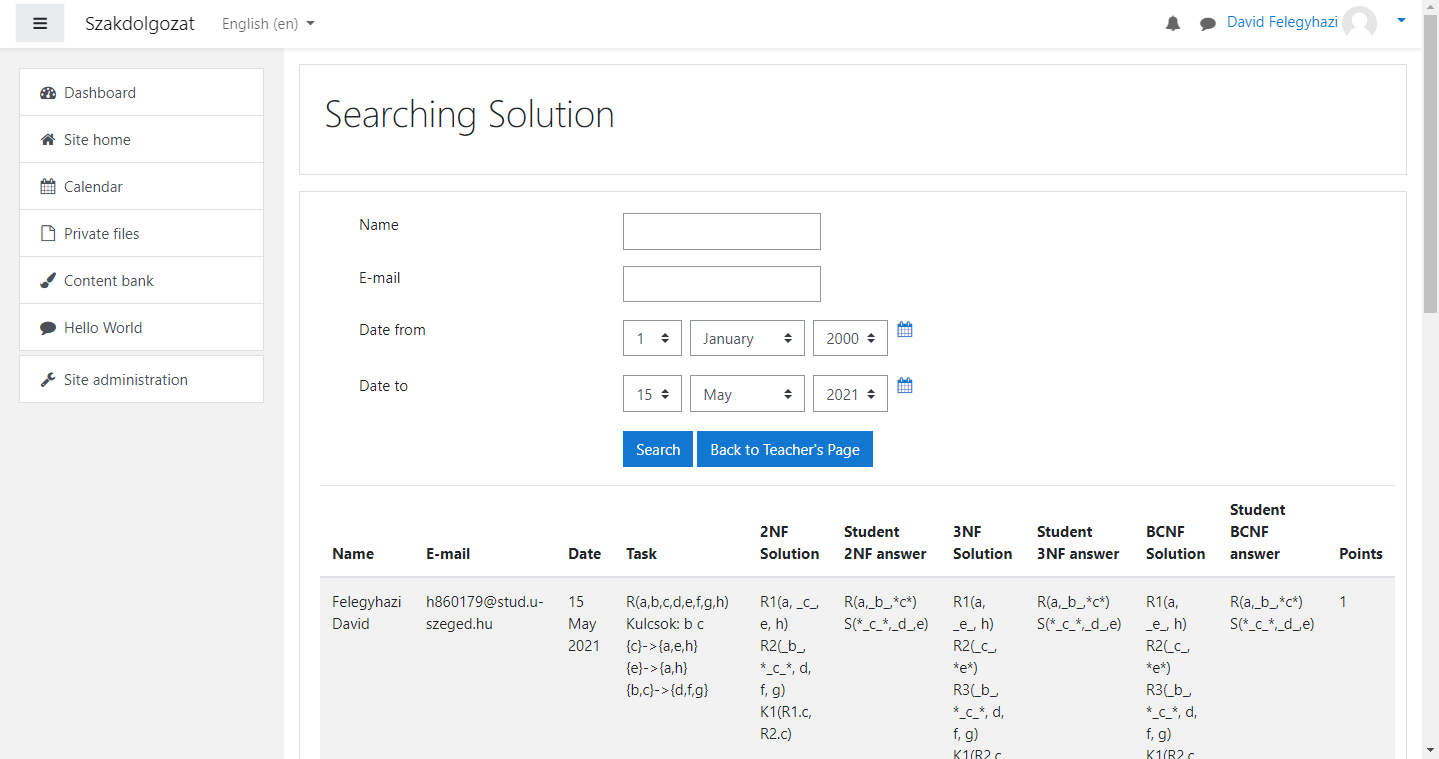 Szakdolgozat English (en) David Felegyhazi
Dashboard
Site home
Calendar
Private files
Content bank
Hello World
Site administration
Searching Solution
Name
E-mail
Date from 1 January 2000
Date to 15 May 2021
Search Back to Teacher's Page
Name E-mail Date Task 2NF Solution Student 2NF answer 3NF Solution Student 3NF answer BCNF Solution Student BCNF answer Points
Felegyhazi
David
h860179@stud.u-
szeged.hu
15
May
2021
R(a,b,c,d,e,f,g,h)
Kulcsok: b c
{c}->{a,e,h}
{e}->{a,h}
{b,c}->{d,f,g}
R1(a, _c_,
e, h)
R2(_b_,
*_c_*, d,
f, g)
K1(R1.c,
R2.c)
R(a,_b_,*c*)
S(*_c_*,_d_,e)
R1(a,
_e_, h)
R2(_c_,
*e*)
R3(_b_,
*_c_*, d,
f, g)
K1(R2.c
R(a,_b_,*c*)
S(*_c_*,_d_,e)
R1(a,
_e_, h)
R2(_c_,
*e*)
R3(_b_,
*_c_*, d,
f, g)
K1(R2.c
R(a,_b_,*c*)
S(*_c_*,_d_,e)
1